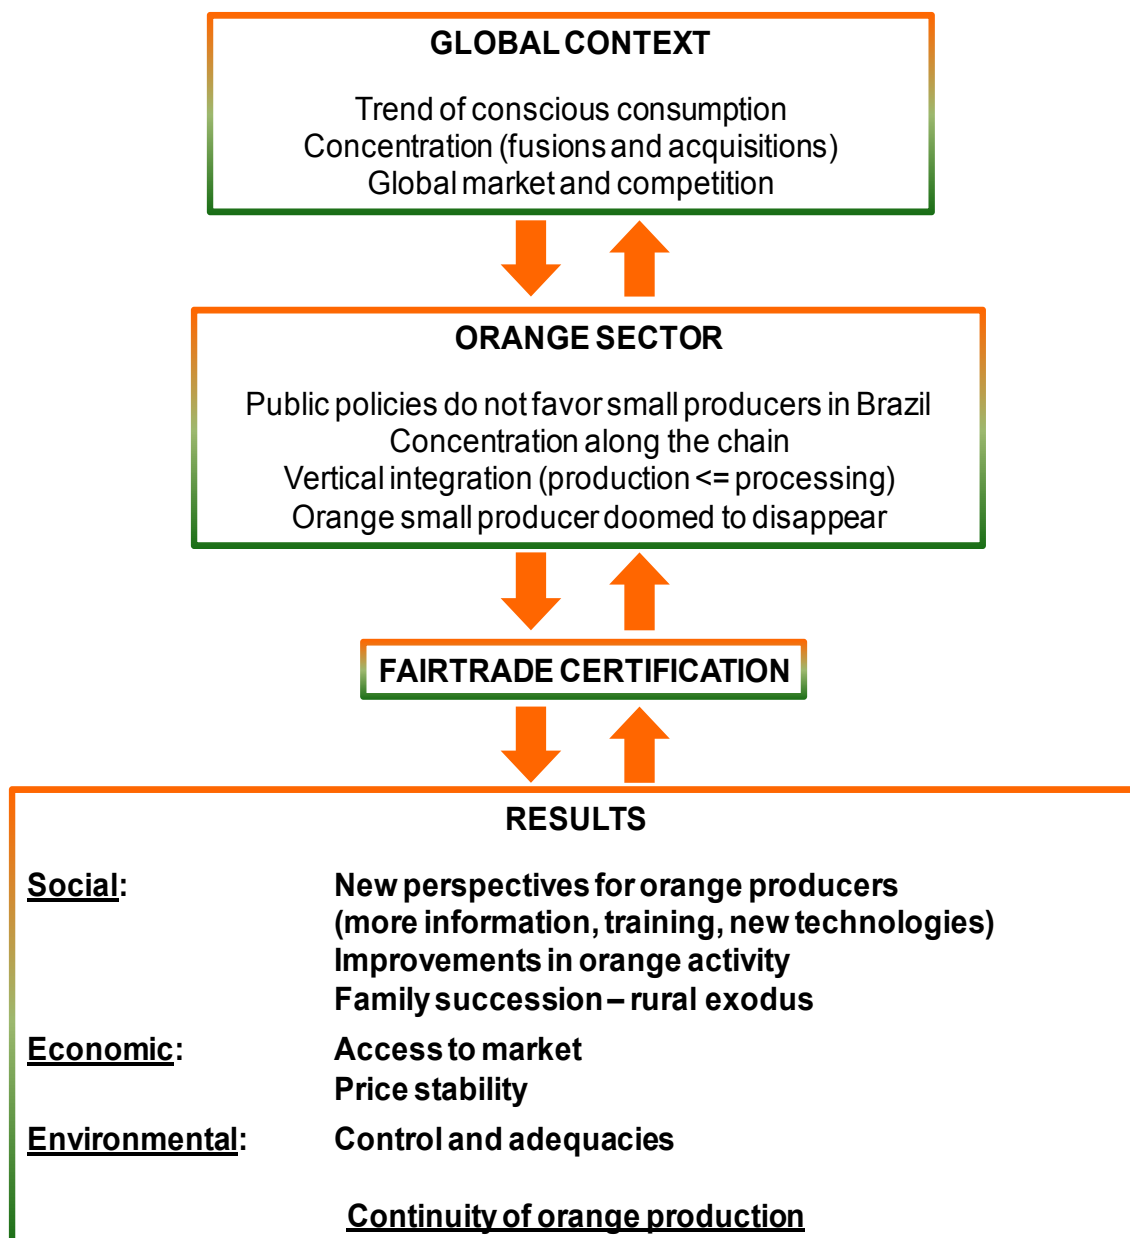 GLOBAL CONTEXT
Trend of conscious consumption
Concentration (fusions and acquisitions)
Global market and competition
ORANGE SECTOR
Public policies do not favor small producers in Brazil
Concentration along the chain
Vertical integration (production <= processing)
Orange small producer doomed to disappear
FAIRTRADE CERTIFICATION
RESULTS
Social: New perspectives for orange producers
(more information, training, new technologies)
Improvements in orange activity
Family succession – rural exodus
Economic: Access to market
Price stability
Environmental: Control and adequacies
Continuity of orange production